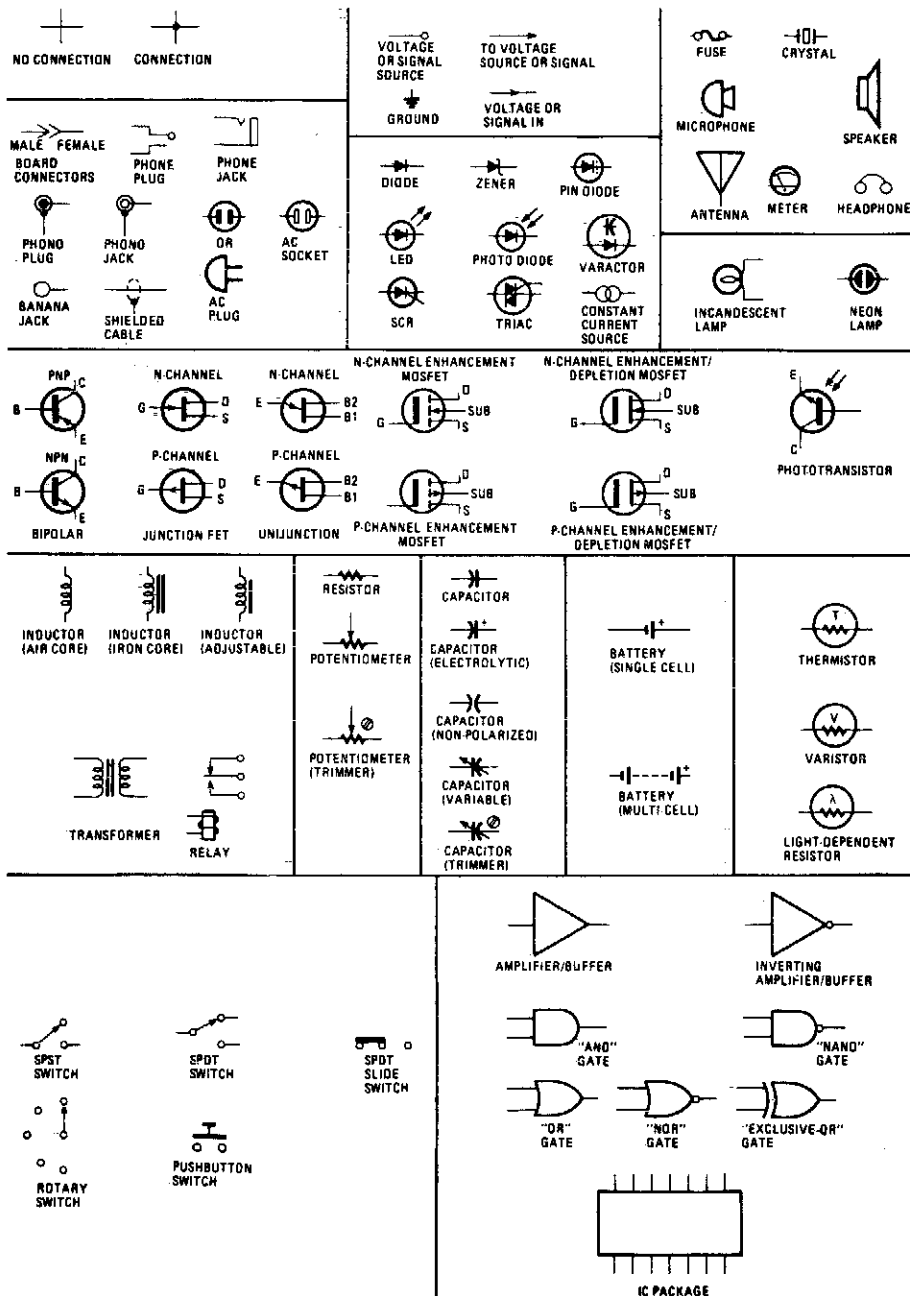 NO CONNECTION
CONNECTION
VOLTAGE
OR SIGNAL
SOURCE
TO VOLTAGE
SOURCE OR SIGNAL
GROUND
VOLTAGE OR
SIGNAL IN
FUSE
CRYSTAL
MICROPHONE
SPEAKER
ANTENNA
METER
HEADPHONE
MALE FEMALE
BOARD
CONNECTORS
PHONE
PLUG
PHONE
JACK
PHONO
PLUG
PHONO
JACK
OR
AC
SOCKET
BANANA
JACK
SHIELDED
CABLE
AC
PLUG
DIODE
ZENER
PIN DIODE
LED
PHOTO DIODE
VARACTOR
SCR
TRIAC
CONSTANT
CURRENT
SOURCE
INCANDESCENT
LAMP
NEON
LAMP
PNP
C
B
E
NPN
C
B
E
BIPOLAR
N-CHANNEL
G
D
S
P-CHANNEL
G
D
S
JUNCTION FET
N-CHANNEL
E
B2
B1
P-CHANNEL
E
B2
B1
UNIJUNCTION
N-CHANNEL ENHANCEMENT
MOSFET
D
SUB
G
S
D
SUB
G
S
P-CHANNEL ENHANCEMENT
MOSFET
N-CHANNEL ENHANCEMENT/
DEPLETION MOSFET
D
SUB
G
S
D
SUB
G
S
P-CHANNEL ENHANCEMENT/
DEPLETION MOSFET
E
C
PHOTOTRANSISTOR
INDUCTOR
(AIR CORE)
INDUCTOR
(IRON CORE)
INDUCTOR
(ADJUSTABLE)
TRANSFORMER
RELAY
RESISTOR
POTENTIOMETER
POTENTIOMETER
(TRIMMER)
CAPACITOR
+
CAPACITOR
(ELECTROLYTIC)
CAPACITOR
(NON-POLARIZED)
CAPACITOR
(VARIABLE)
CAPACITOR
(TRIMMER)
+
BATTERY
(SINGLE CELL)
+
BATTERY
(MULTI-CELL)
T
THERMISTOR
V
VARISTOR
λ
LIGHT-DEPENDENT
RESISTOR
SPST
SWITCH
SPDT
SWITCH
SPDT
SLIDE
SWITCH
ROTARY
SWITCH
PUSHBUTTON
SWITCH
AMPLIFIER/BUFFER
INVERTING
AMPLIFIER/BUFFER
"AND"
GATE
"NAND"
GATE
"OR"
GATE
"NOR"
GATE
"EXCLUSIVE-OR"
GATE
IC PACKAGE